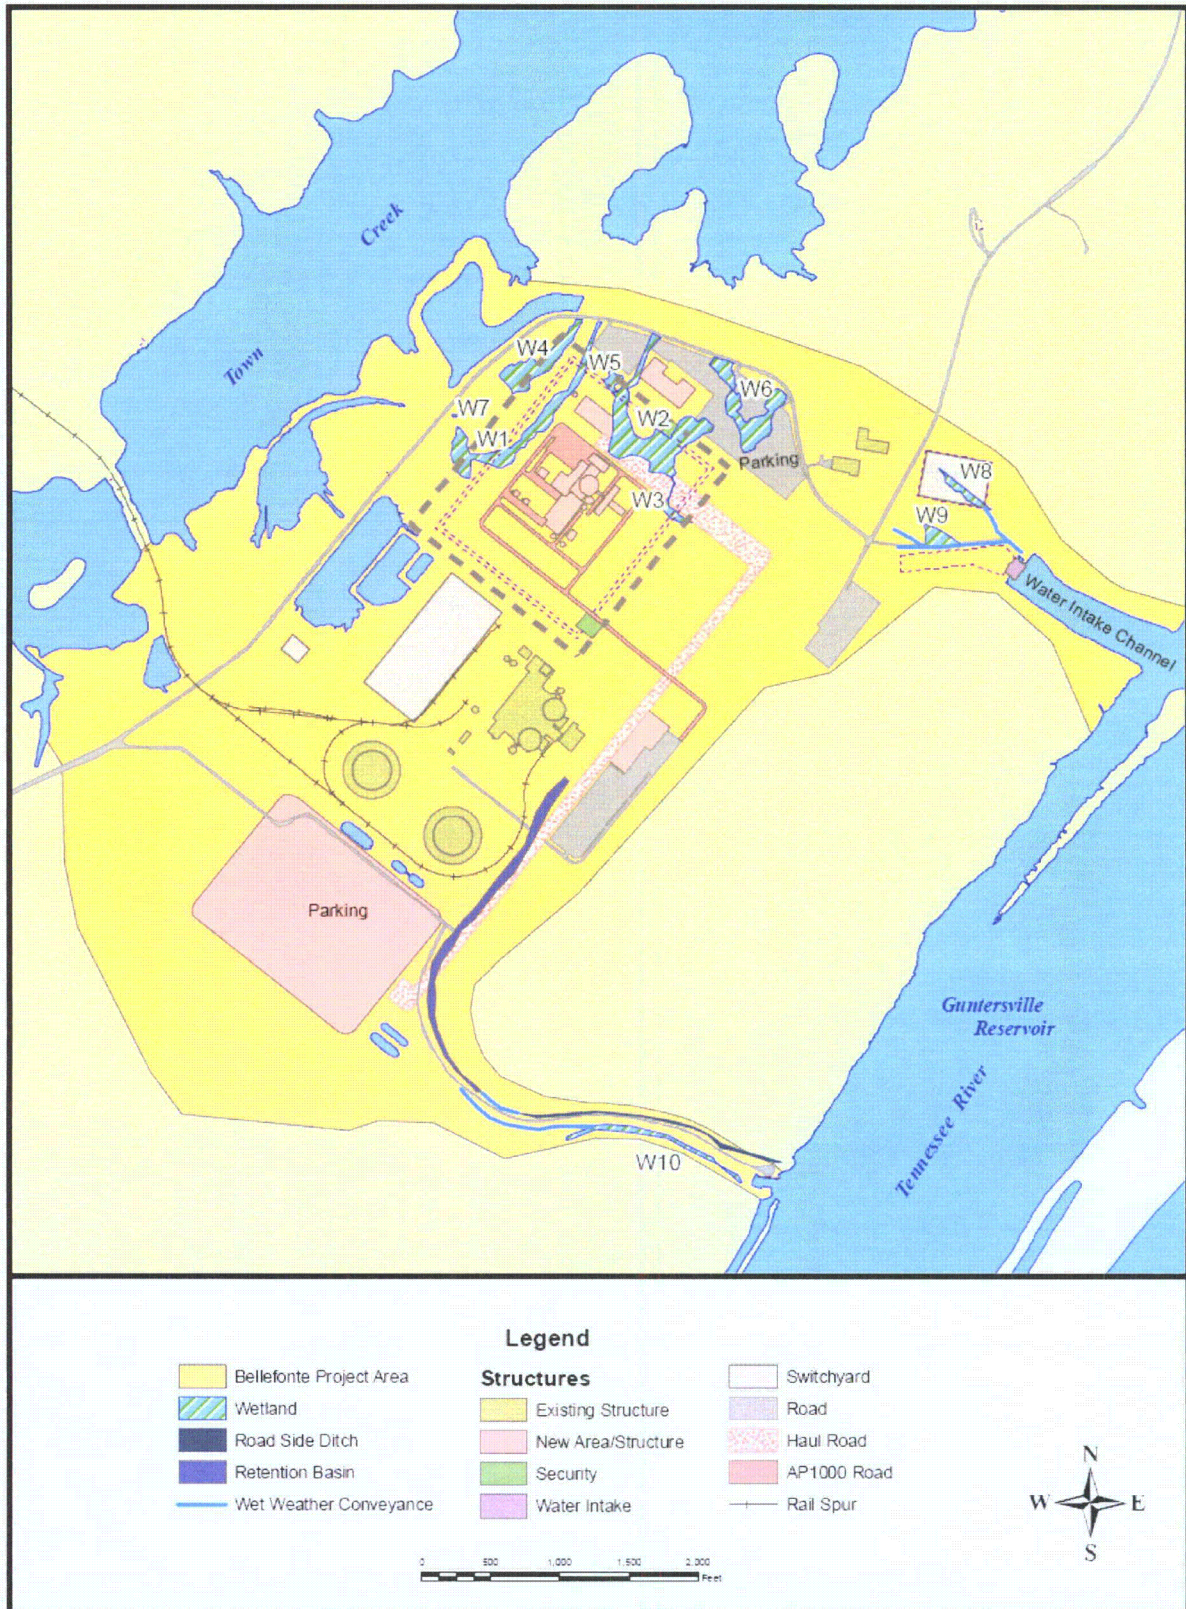 Creek
Town
W4
W5
W6
W7
W2
W1
Parking
W3
W8
W9
Water Intake Channel
Parking
Guntersville
Reservoir
Tennessee River
W10
Legend
Bellefonte Project Area
Wetland
Road Side Ditch
Retention Basin
Wet Weather Conveyance
Structures
Existing Structure
New Area/Structure
Security
Water Intake
Switchyard
Road
Haul Road
AP1000 Road
Rail Spur
N
W E
S
0 500 1,000 1,500 2,000
Feet